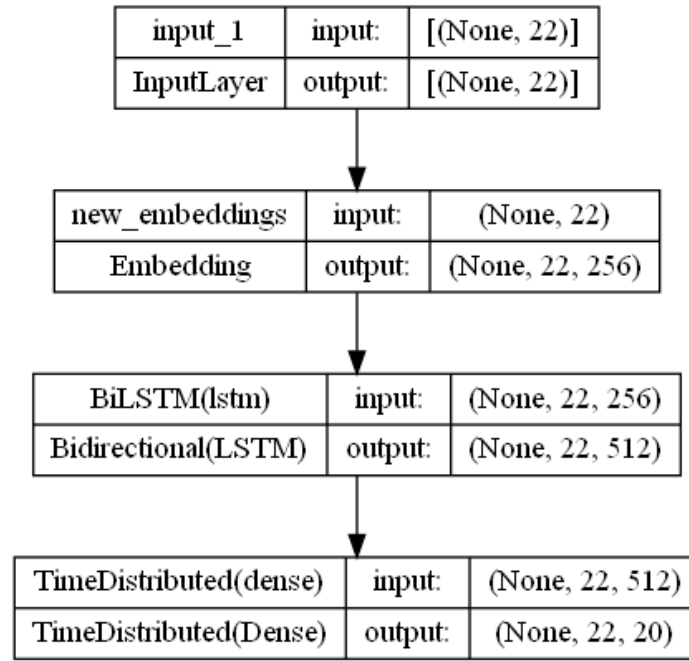 input_1 input: [(None, 22)]
InputLayer output: [(None, 22)]
new_embeddings input: (None, 22)
Embedding output: (None, 22, 256)
BiLSTM(lstm) input: (None, 22, 256)
Bidirectional(LSTM) output: (None, 22, 512)
TimeDistributed(dense) input: (None, 22, 512)
TimeDistributed(Dense) output: (None, 22, 20)